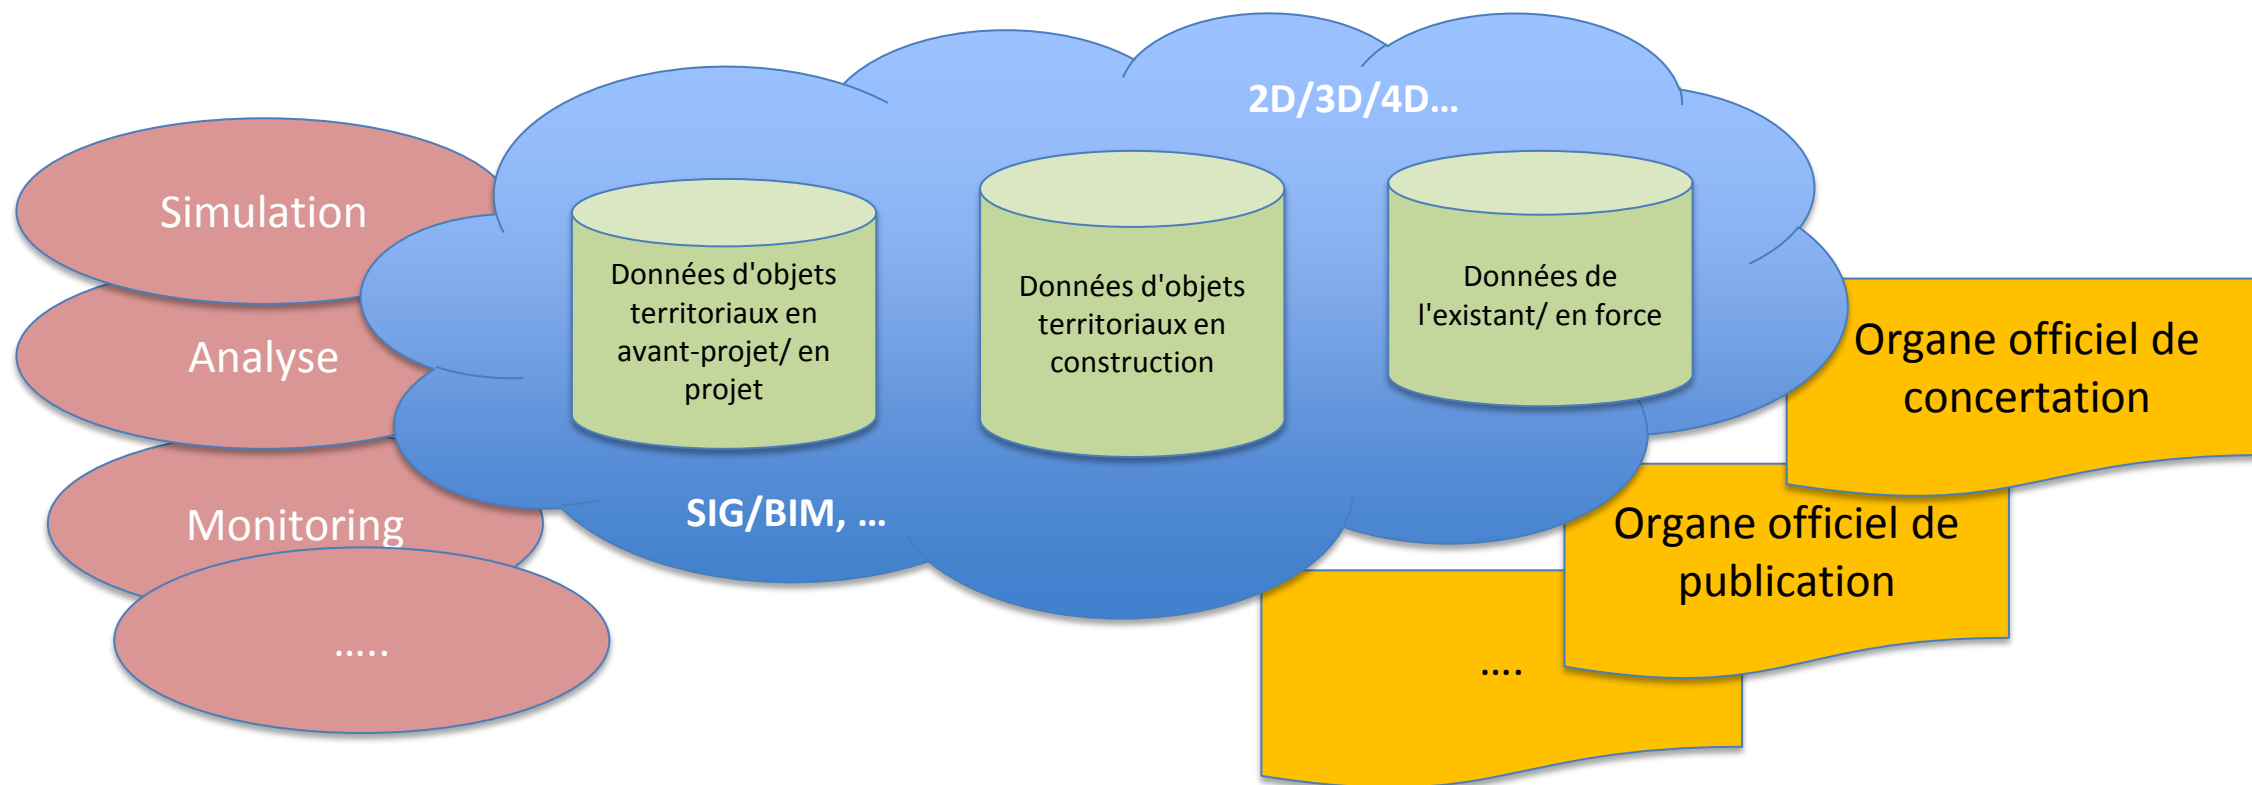 2D/3D/4D…
Simulation
Analyse
Monitoring
…..
Données d'objets
territoriaux en
avant-projet/ en
projet
Données d'objets
territoriaux en
construction
Données de
l'existant/ en force
SIG/BIM, …
Organe officiel de
concertation
Organe officiel de
publication
….